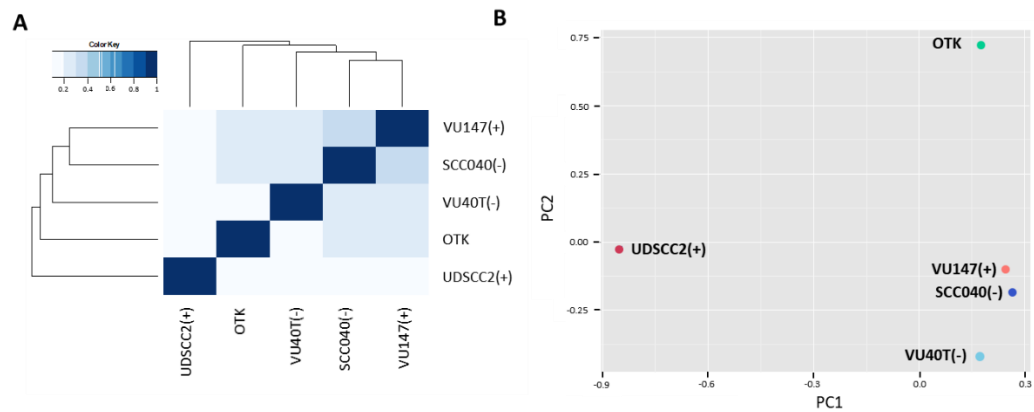 A
Color Key
0.2 0.4 0.6 0.8 1
VU147(+)
SCC040(-)
VU40T(-)
OTK
UDSCC2(+)
UDSCC2(+)
OTK
VU40T(-)
SCC040(-)
VU147(+)
B
0.75
0.50
0.25
0.00
-0.25
PC2
OTK
UDSCC2(+)
VU147(+)
SCC040(-)
VU40T(-)
-0.9 -0.6 -0.3 0.0 0.3
PC1